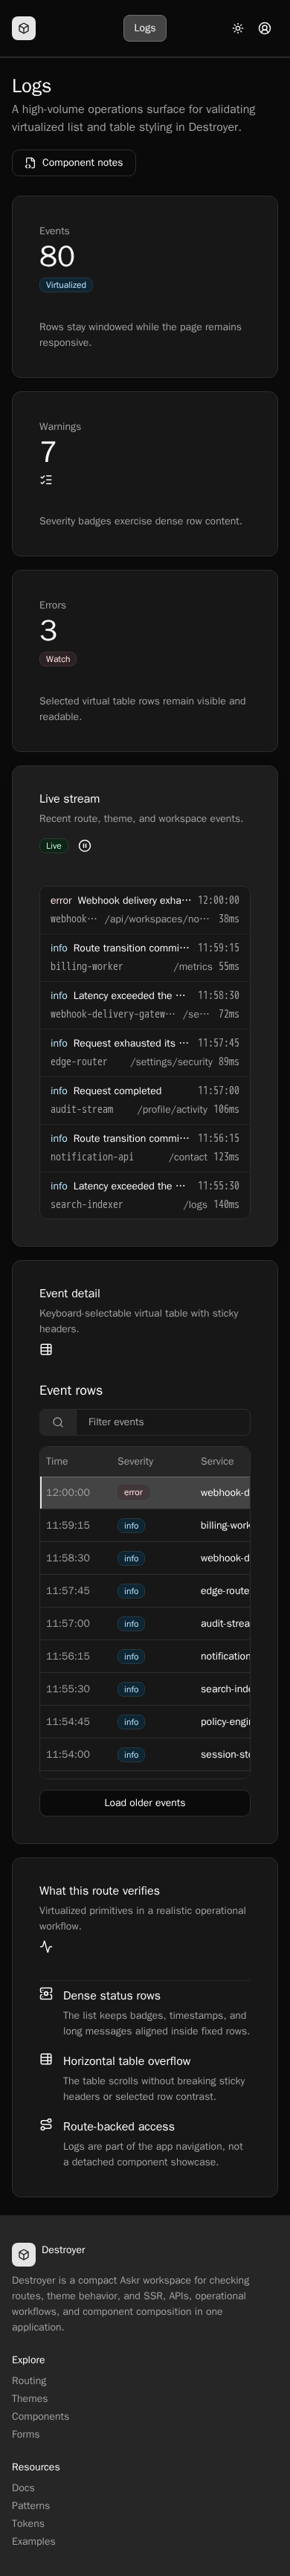 Logs
Logs
A high-volume operations surface for validating
virtualized list and table styling in Destroyer.
Component notes
Events
80
Virtualized
Rows stay windowed while the page remains
responsive.
Warnings
7
Severity badges exercise dense row content.
Errors
3
Watch
Selected virtual table rows remain visible and
readable.
Live stream
Recent route, theme, and workspace events.
Live
error Webhook delivery exha… 12:00:00
webhook… /api/workspaces/no… 38ms
info Route transition commi… 11:59:15
billing-worker /metrics 55ms
info Latency exceeded the … 11:58:30
webhook-delivery-gatew… /se… 72ms
info Request exhausted its … 11:57:45
edge-router /settings/security 89ms
info Request completed 11:57:00
audit-stream /profile/activity 106ms
info Route transition commi… 11:56:15
notification-api /contact 123ms
info Latency exceeded the … 11:55:30
search-indexer /logs 140ms
Event detail
Keyboard-selectable virtual table with sticky
headers.
Event rows
Filter events
Time Severity Service
12:00:00 error webhook-d
11:59:15 info billing-work
11:58:30 info webhook-d
11:57:45 info edge-route
11:57:00 info audit-strea
11:56:15 info notification
11:55:30 info search-inde
11:54:45 info policy-engi
11:54:00 info session-sto
Load older events
What this route verifies
Virtualized primitives in a realistic operational
workflow.
Dense status rows
The list keeps badges, timestamps, and
long messages aligned inside fixed rows.
Horizontal table overflow
The table scrolls without breaking sticky
headers or selected row contrast.
Route-backed access
Logs are part of the app navigation, not
a detached component showcase.
Destroyer
Destroyer is a compact Askr workspace for checking
routes, theme behavior, and SSR, APIs, operational
workflows, and component composition in one
application.
Explore
Routing
Themes
Components
Forms
Resources
Docs
Patterns
Tokens
Examples